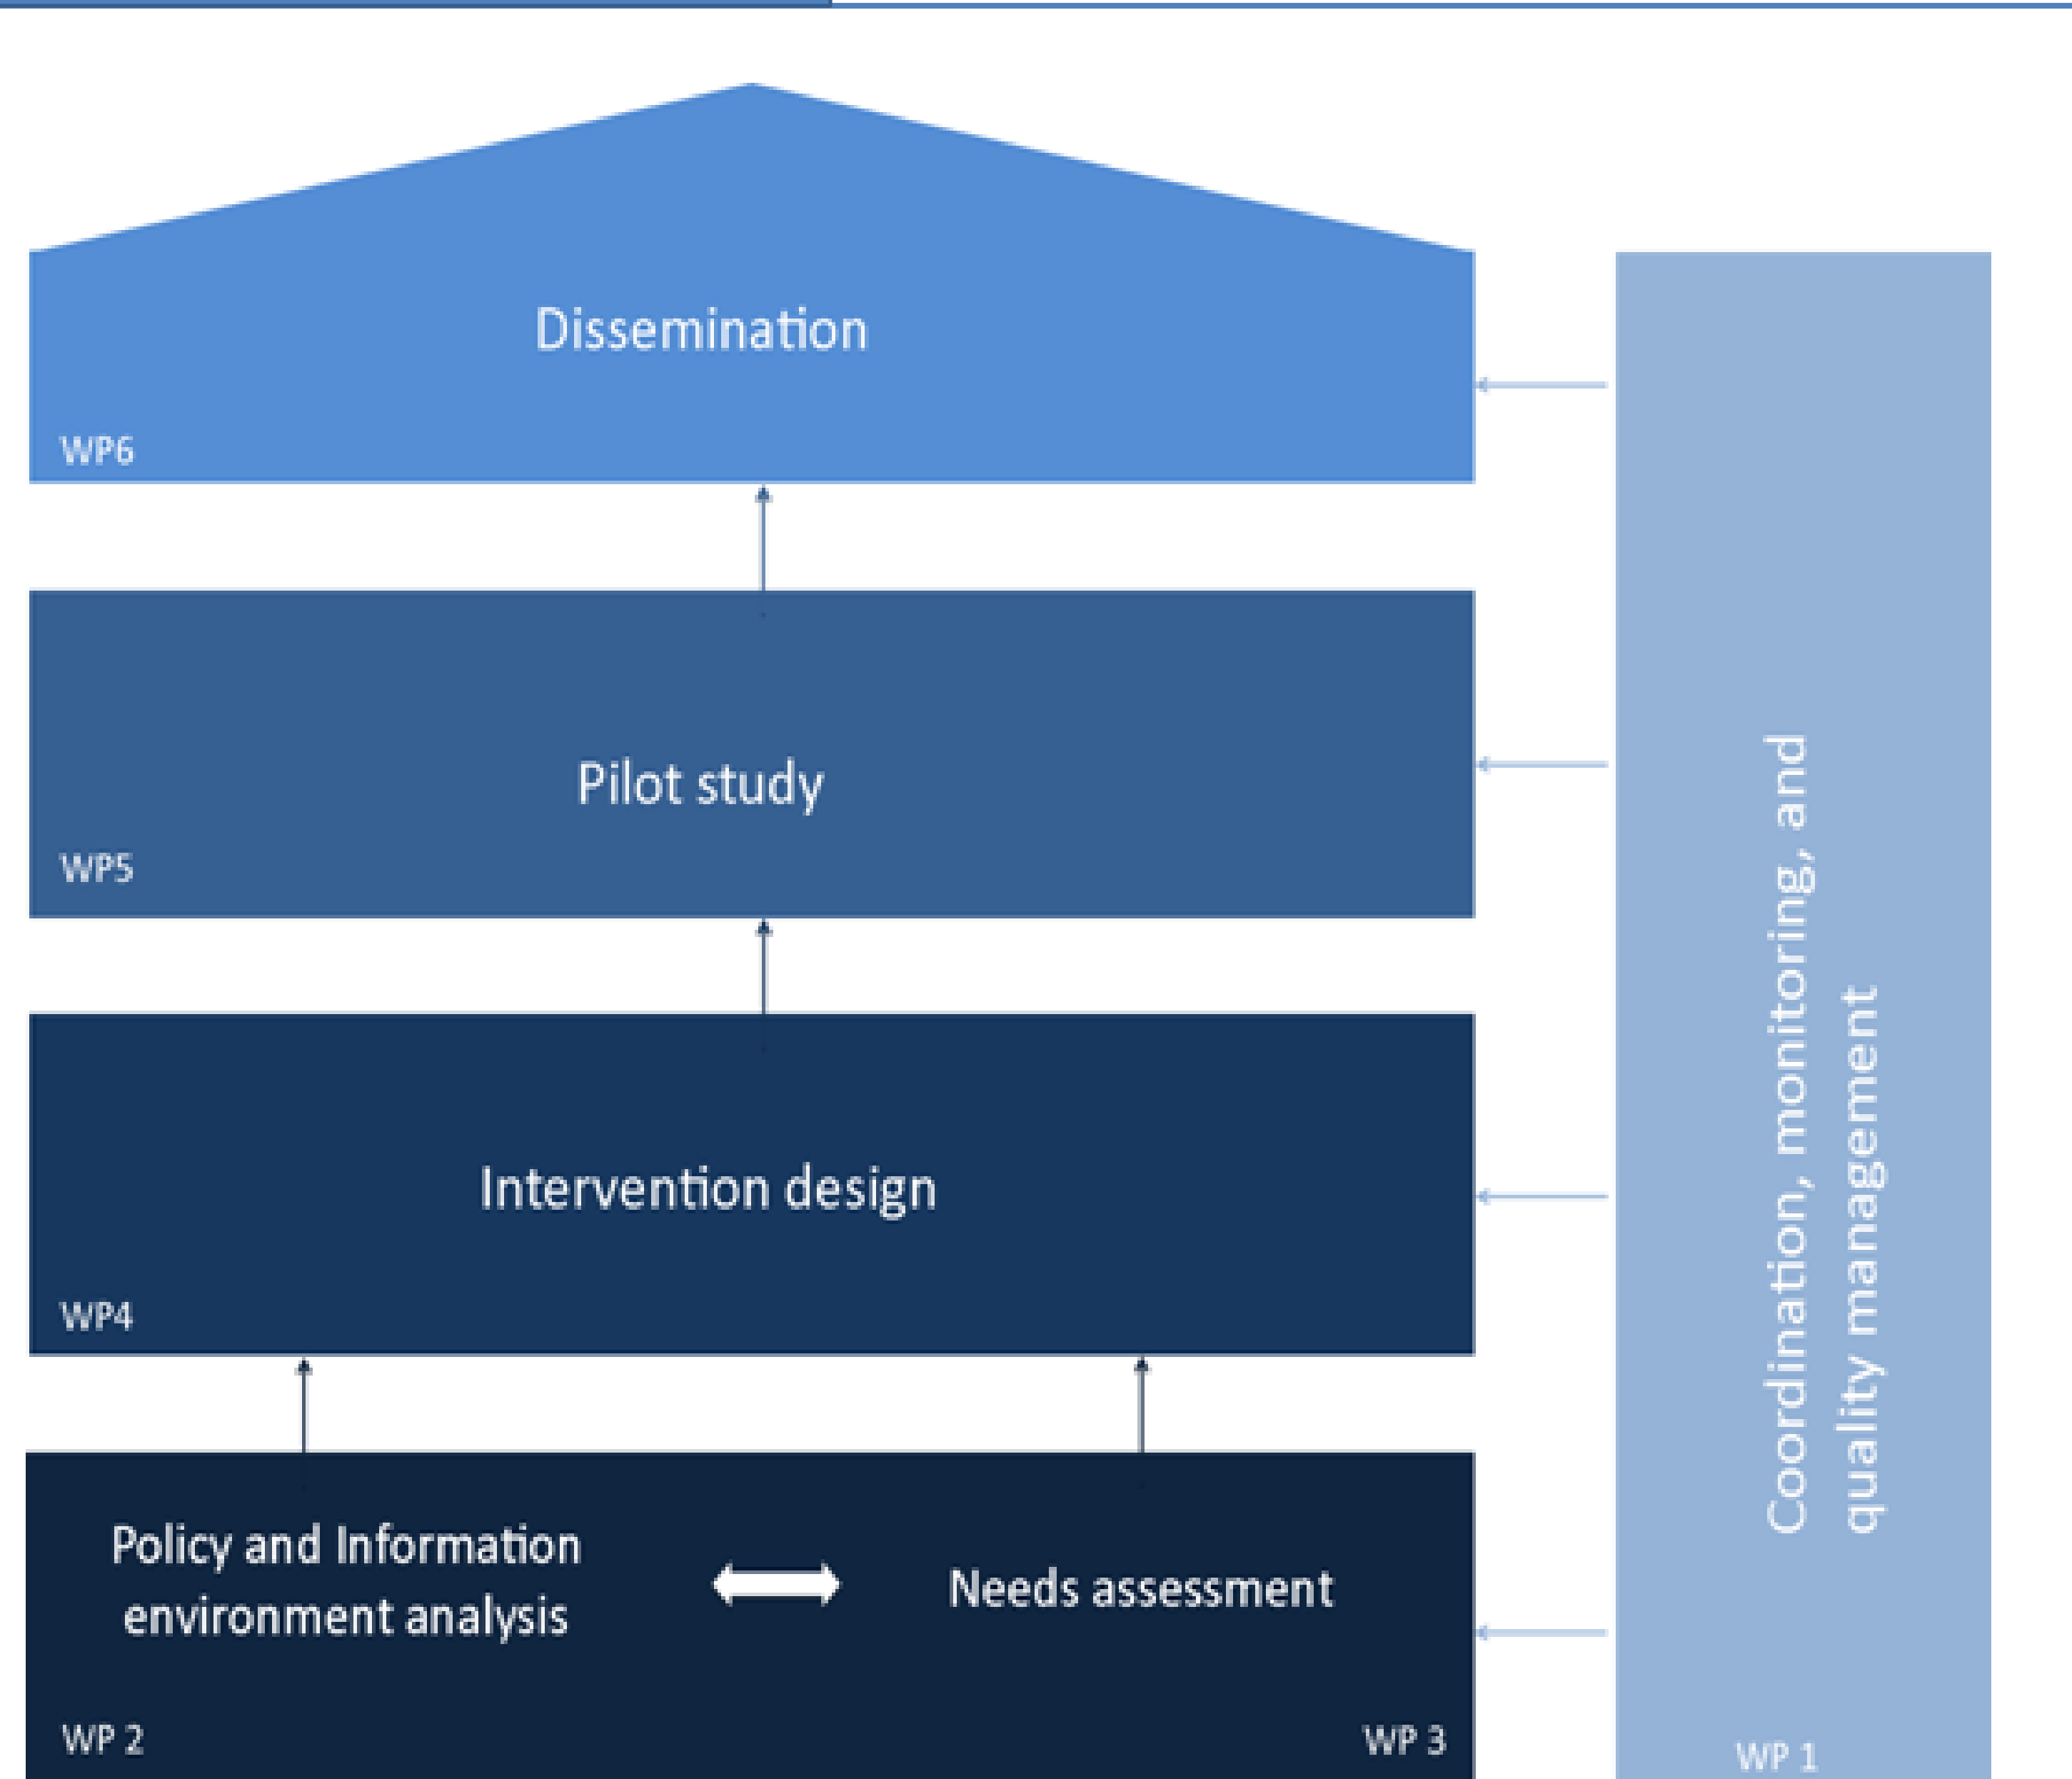 Dissemination
WP6
Pilot study
WP5
Intervention design
WP4
Policy and Information
environment analysis
Needs assessment
WP 2
WP 3
Coordination, monitoring, and
quality management
WP 1